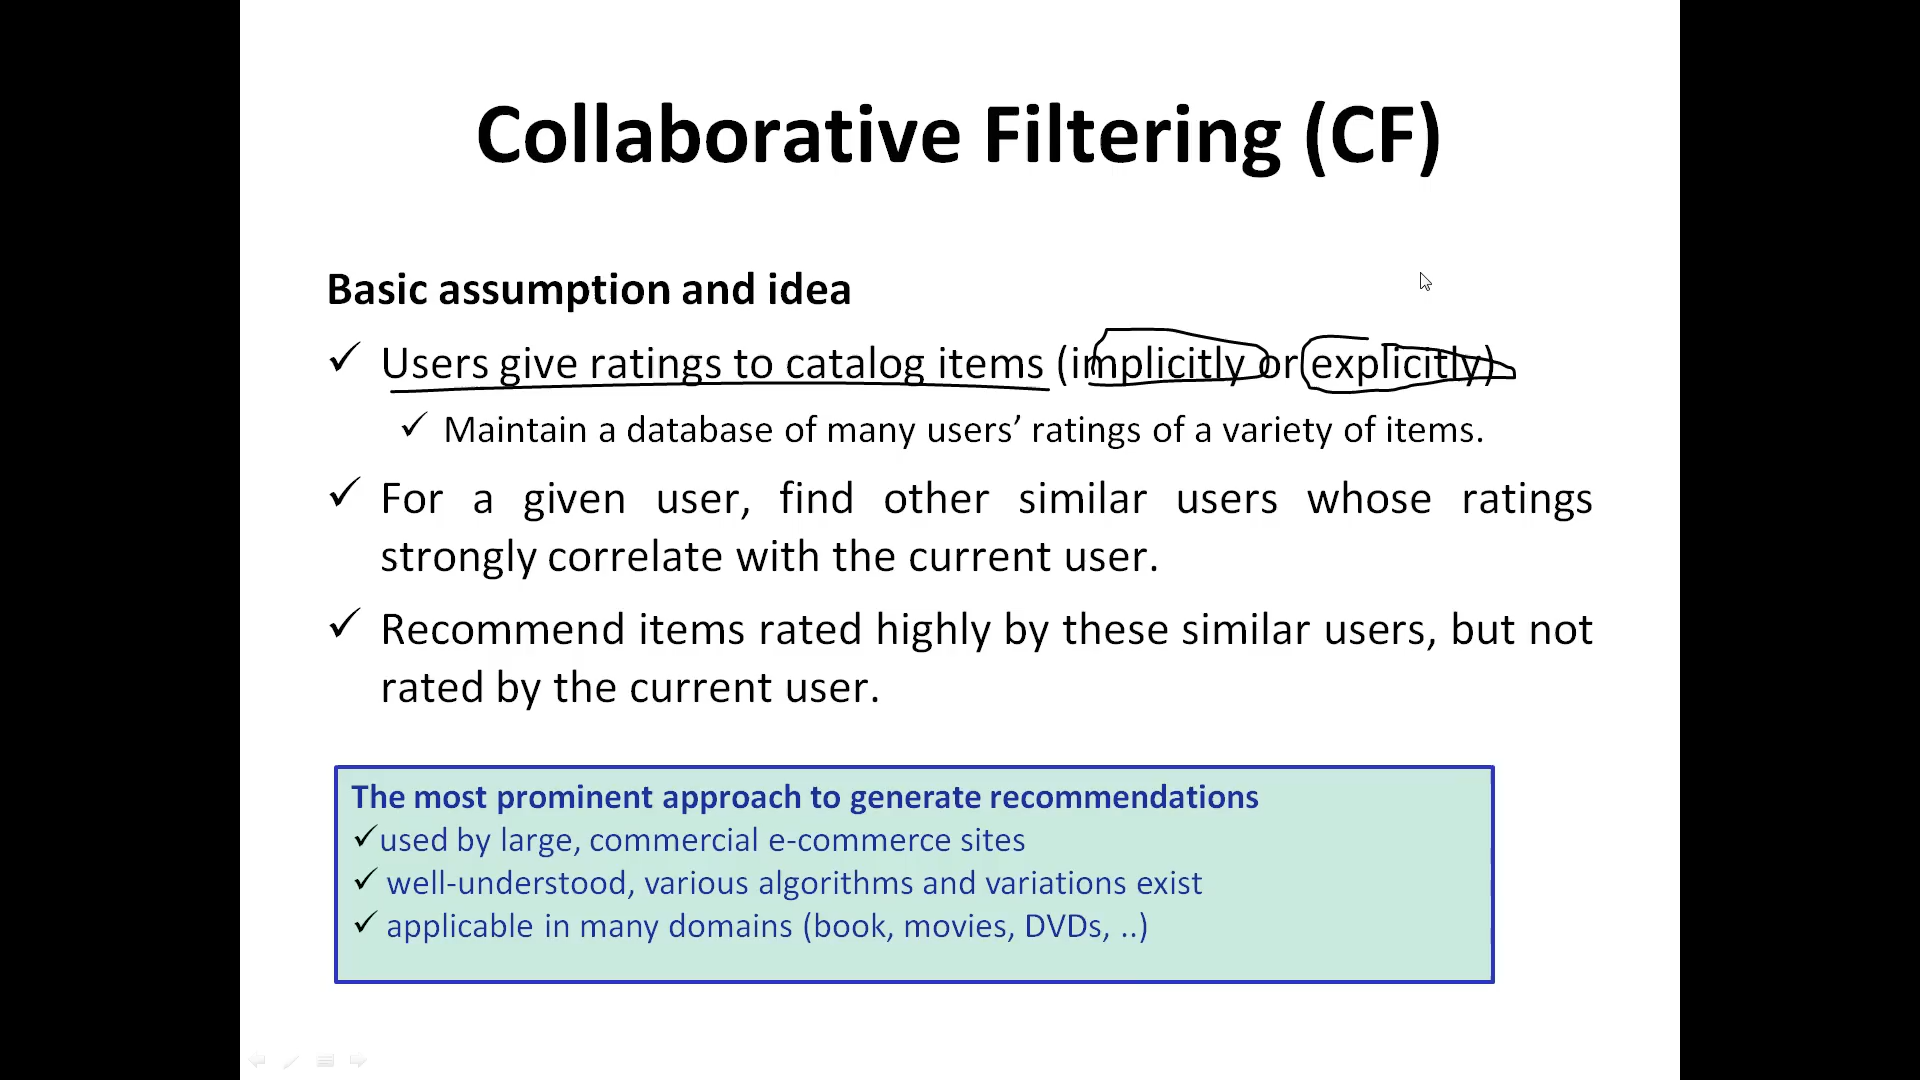 Collaborative Filtering (CF)
Basic assumption and idea
✓ Users give ratings to catalog items (implicitly or explicitly)
✓ Maintain a database of many users’ ratings of a variety of items.
✓ For a given user, find other similar users whose ratings
strongly correlate with the current user.
✓ Recommend items rated highly by these similar users, but not
rated by the current user.
The most prominent approach to generate recommendations
✓used by large, commercial e-commerce sites
✓ well-understood, various algorithms and variations exist
✓ applicable in many domains (book, movies, DVDs, ..)